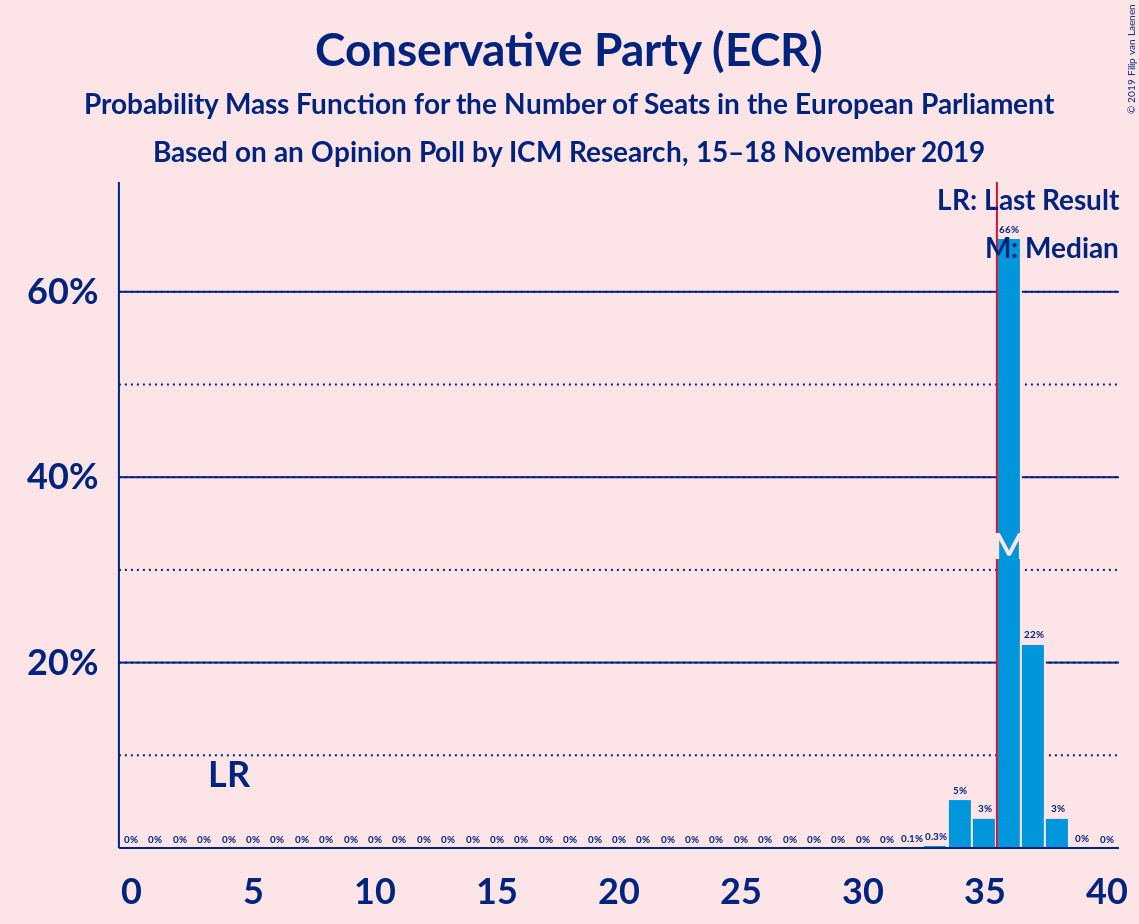 Conservative Party (ECR)
Probability Mass Function for the Number of Seats in the European Parliament
Based on an Opinion Poll by ICM Research, 15–18 November 2019
© 2019 Filip van Laenen
LR: Last Result
M: Median
66%
60%
40%
M
22%
20%
LR
5%
3%
3%
0% 0% 0% 0% 0% 0% 0% 0% 0% 0% 0% 0% 0% 0% 0% 0% 0% 0% 0% 0% 0% 0% 0% 0% 0% 0% 0% 0% 0% 0% 0% 0% 0.1% 0.3% 0% 0%
0 5 10 15 20 25 30 35 40